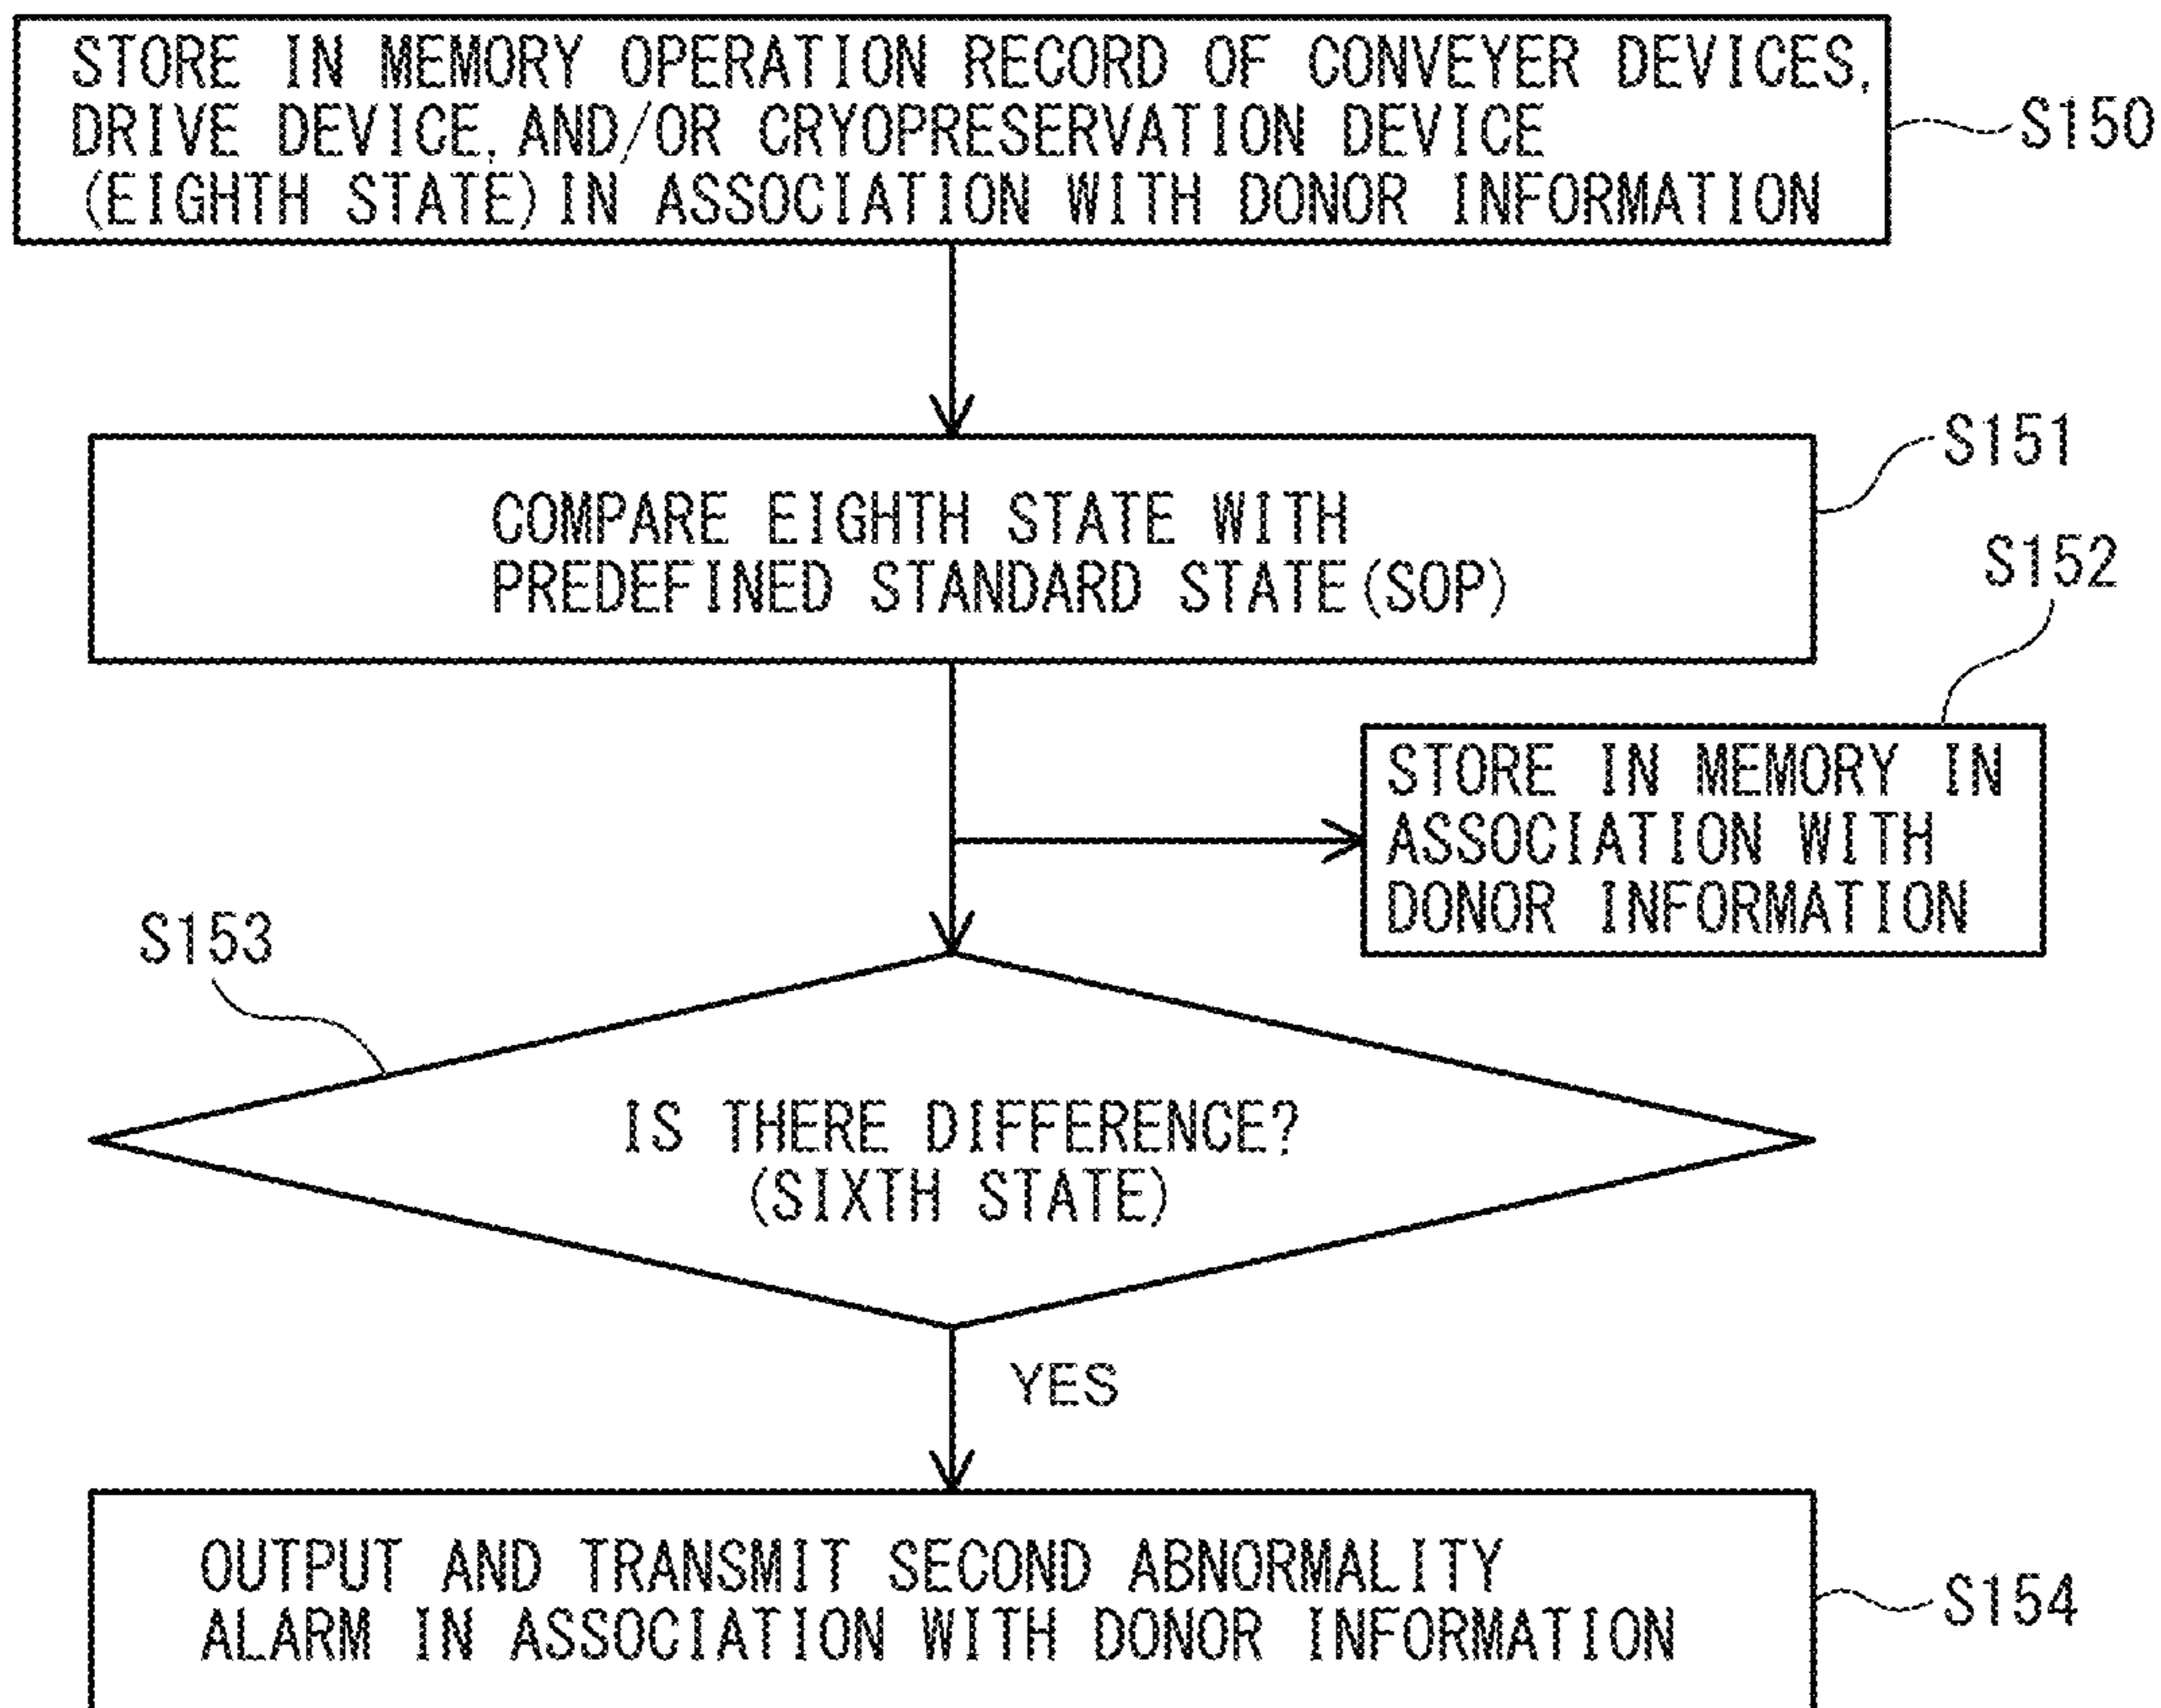 STORE IN MEMORY OPERATION RECORD OF CONVEYER DEVICES,
DRIVE DEVICE, AND/OR CRYOPRESERVATION DEVICE
(EIGHTH STATE) IN ASSOCIATION WITH DONOR INFORMATION
S150
S151
COMPARE EIGHTH STATE WITH
PREDEFINED STANDARD STATE (SOP)
S152
STORE IN MEMORY IN
ASSOCIATION WITH
DONOR INFORMATION
S153
IS THERE DIFFERENCE?
(SIXTH STATE)
YES
OUTPUT AND TRANSMIT SECOND ABNORMALITY
ALARM IN ASSOCIATION WITH DONOR INFORMATION
S154